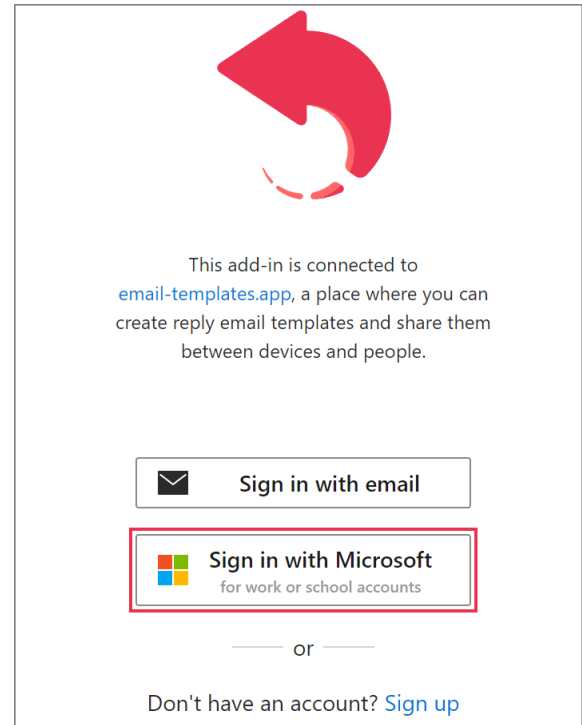 This add-in is connected to
email-templates.app, a place where you can
create reply email templates and share them
between devices and people.
Sign in with email
Sign in with Microsoft
for work or school accounts
or
Don't have an account? Sign up